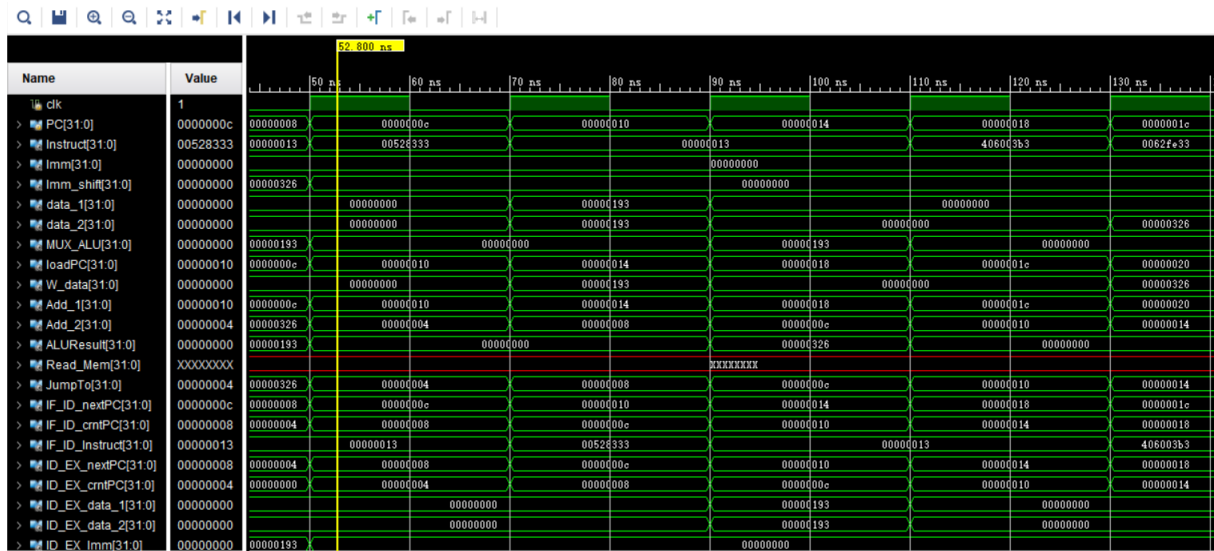 52.800 ns
Name Value
50 ns 60 ns 70 ns 80 ns 90 ns 100 ns 110 ns 120 ns 130 ns
clk 1
PC[31:0] 0000000c 00000008 0000000c 00000010 00000014 00000018 0000001c
Instruct[31:0] 00528333 00000013 00528333 00000013 406003b3 0062fe33
Imm[31:0] 00000000 00000000
Imm_shift[31:0] 00000000 00000326 00000000
data_1[31:0] 00000000 00000000 00000193 00000000
data_2[31:0] 00000000 00000000 00000193 00000000 00000326
MUX_ALU[31:0] 00000000 00000193 00000000 00000193 00000000
loadPC[31:0] 00000010 0000000c 00000010 00000014 00000018 0000001c 00000020
W_data[31:0] 00000000 00000000 00000193 00000000 00000326
Add_1[31:0] 00000010 0000000c 00000010 00000014 00000018 0000001c 00000020
Add_2[31:0] 00000004 00000326 00000004 00000008 0000000c 00000010 00000014
ALUResult[31:0] 00000000 00000193 00000000 00000326 00000000
Read_Mem[31:0] XXXXXXXX XXXXXXXX
JumpTo[31:0] 00000004 00000326 00000004 00000008 0000000c 00000010 00000014
IF_ID_nextPC[31:0] 0000000c 00000008 0000000c 00000010 00000014 00000018 0000001c
IF_ID_crntPC[31:0] 00000008 00000004 00000008 0000000c 00000010 00000014 00000018
IF_ID_Instruct[31:0] 00000013 00000013 00528333 00000013 406003b3
ID_EX_nextPC[31:0] 00000008 00000004 00000008 0000000c 00000010 00000014 00000018
ID_EX_crntPC[31:0] 00000004 00000000 00000004 00000008 0000000c 00000010 00000014
ID_EX_data_1[31:0] 00000000 00000000 00000193 00000000
ID_EX_data_2[31:0] 00000000 00000000 00000193 00000000
ID_EX_Imm[31:0] 00000000 00000193 00000000